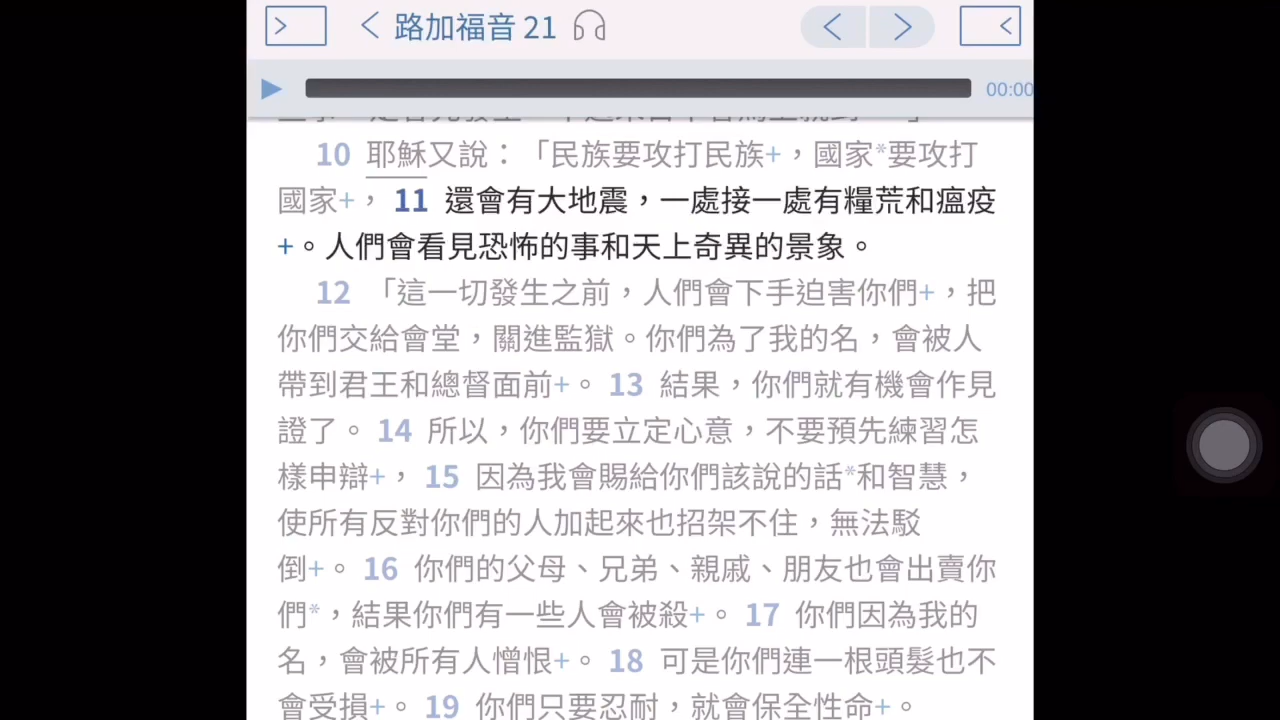 路加福音 21
00:00
10 耶穌又說：「民族要攻打民族+，國家*要攻打
國家+， 11 還會有大地震，一處接一處有糧荒和瘟疫
+。人們會看見恐怖的事和天上奇異的景象。
12 「這一切發生之前，人們會下手迫害你們+，把
你們交給會堂，關進監獄。你們為了我的名，會被人
帶到君王和總督面前+。 13 結果，你們就有機會作見
證了。 14 所以，你們要立定心意，不要預先練習怎
樣申辯+， 15 因為我會賜給你們該說的話*和智慧，
使所有反對你們的人加起來也招架不住，無法駁
倒+。 16 你們的父母、兄弟、親戚、朋友也會出賣你
們*，結果你們有一些人會被殺+。 17 你們因為我的
名，會被所有人憎恨+。 18 可是你們連一根頭髮也不
會受損+。 19 你們只要忍耐，就會保全性命+。